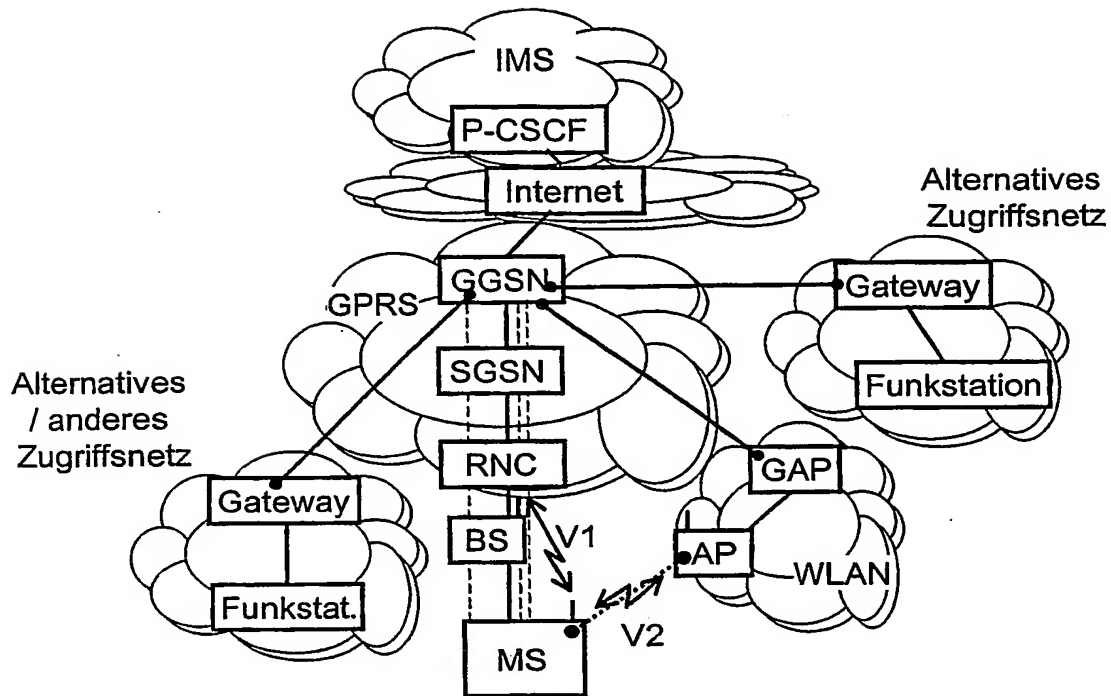 IMS
P-CSCF
Internet
Alternatives
Zugriffsnetz
GGSN
GPRS
Gateway
SGSN
Funkstation
Alternatives
/ anderes
Zugriffsnetz
RNC
GAP
Gateway
BS
V1
AP
WLAN
Funkstat.
V2
MS